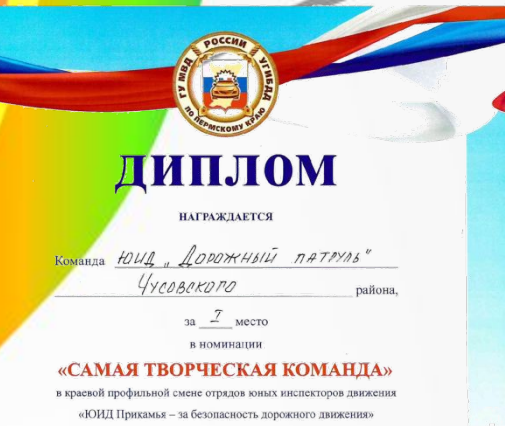 ГУ МВД РОССИИ УГИБДД
ПО ПЕРМСКОМУ КРАЮ
ДИПЛОМ
НАГРАЖДАЕТСЯ
Команда ЮИД „Дорожный патруль"
Чусовского района,
за I место
в номинации
«САМАЯ ТВОРЧЕСКАЯ КОМАНДА»
в краевой профильной смене отрядов юных инспекторов движения
«ЮИД Прикамья – за безопасность дорожного движения»